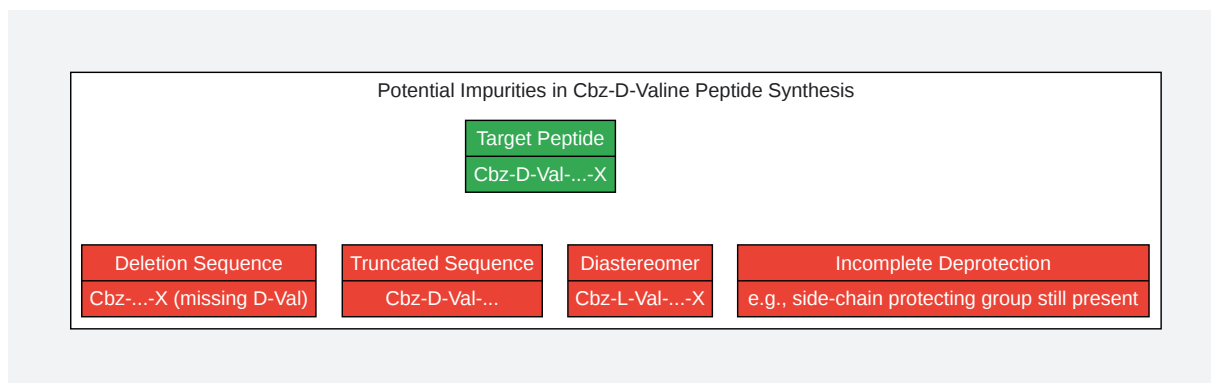 Potential Impurities in Cbz-D-Valine Peptide Synthesis
Target Peptide
Cbz-D-Val-...-X
Deletion Sequence
Cbz-...-X (missing D-Val)
Truncated Sequence
Cbz-D-Val-...
Diastereomer
Cbz-L-Val-...-X
Incomplete Deprotection
e.g., side-chain protecting group still present